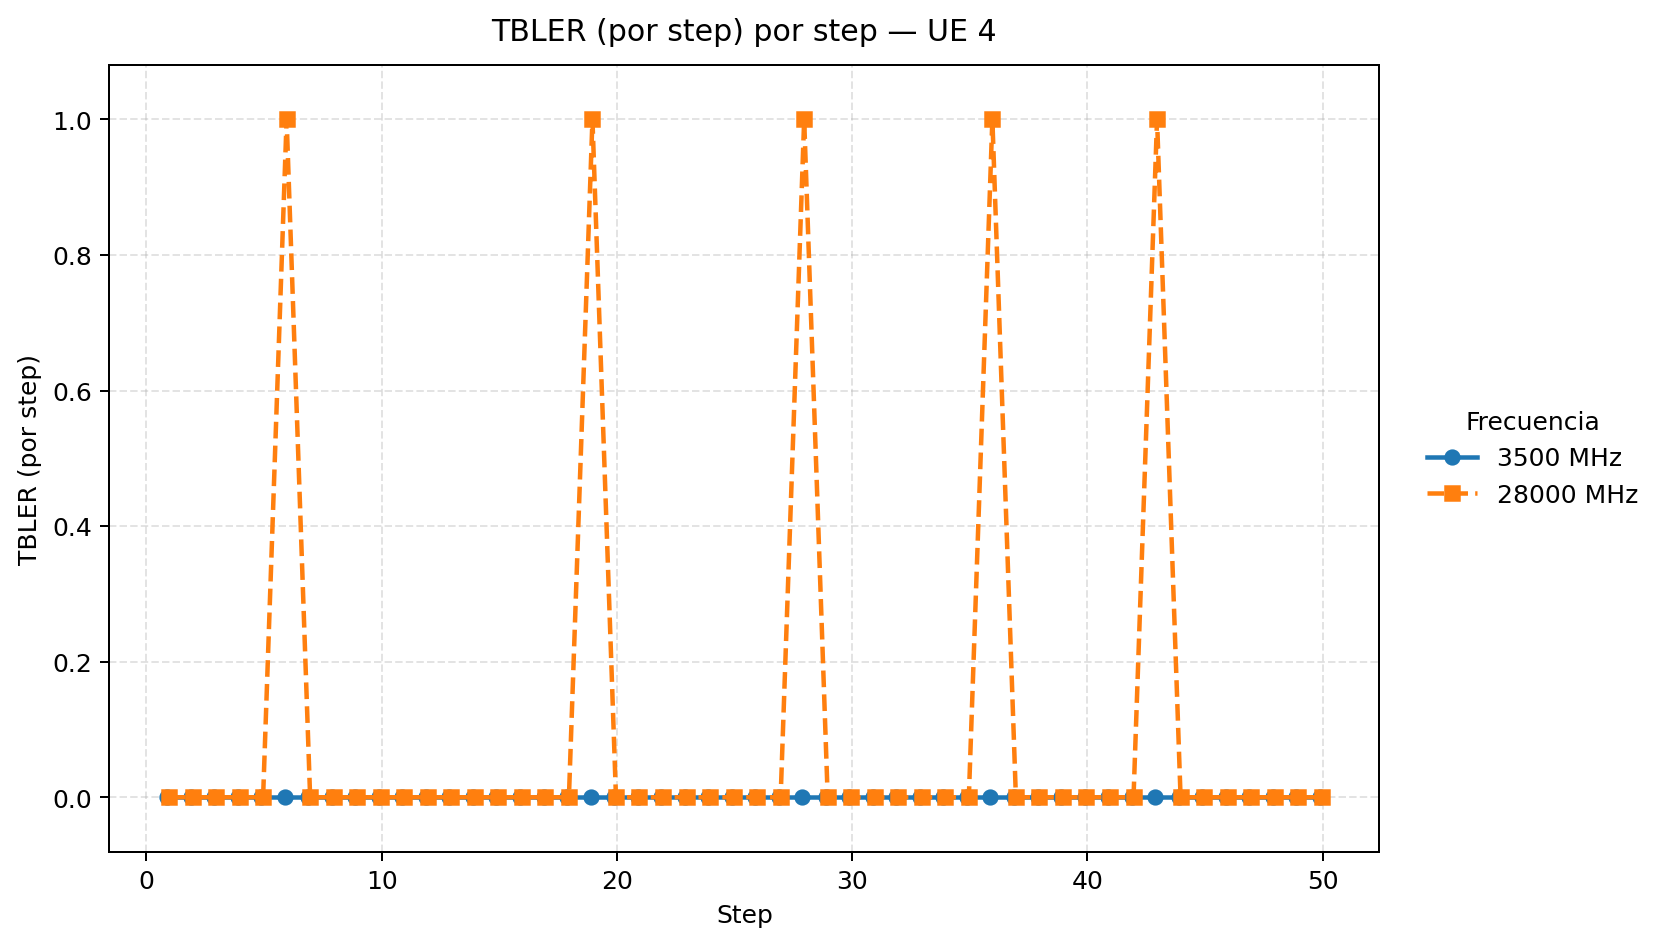 TBLER (por step) por step — UE 4
TBLER (por step)
1.0
0.8
0.6
0.4
0.2
0.0
0 10 20 30 40 50
Step
Frecuencia
3500 MHz
28000 MHz